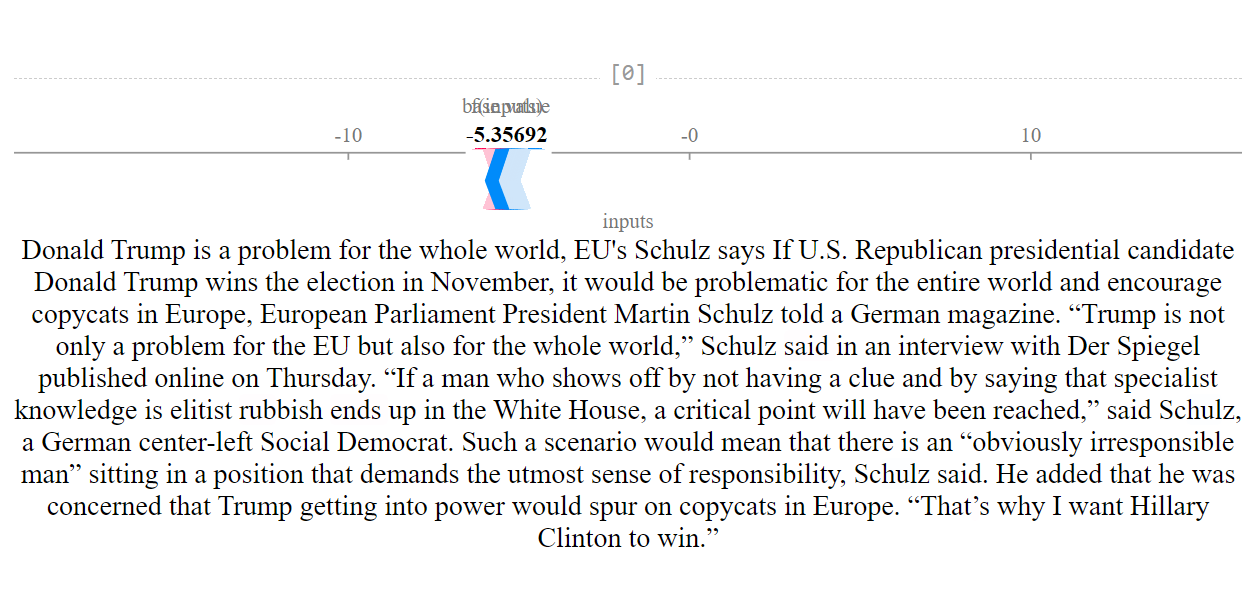 [0]
base value
f(inputs)
-5.35692
-10
-0
10
inputs
Donald Trump is a problem for the whole world, EU's Schulz says If U.S. Republican presidential candidate
Donald Trump wins the election in November, it would be problematic for the entire world and encourage
copycats in Europe, European Parliament President Martin Schulz told a German magazine. “Trump is not
only a problem for the EU but also for the whole world,” Schulz said in an interview with Der Spiegel
published online on Thursday. “If a man who shows off by not having a clue and by saying that specialist
knowledge is elitist rubbish ends up in the White House, a critical point will have been reached,” said Schulz,
a German center-left Social Democrat. Such a scenario would mean that there is an “obviously irresponsible
man” sitting in a position that demands the utmost sense of responsibility, Schulz said. He added that he was
concerned that Trump getting into power would spur on copycats in Europe. “That’s why I want Hillary
Clinton to win.”